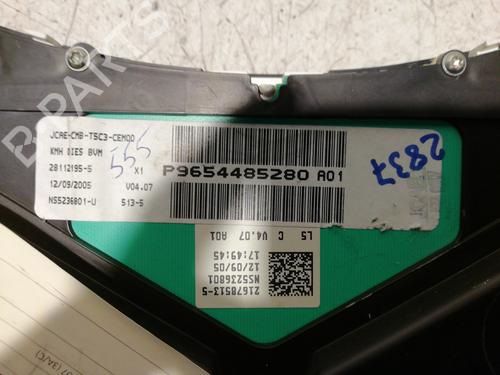 JCAE-CMB-T5C3-CEM00
KMH DIES BVM
28112195-5 X1
12/09/2005 V04.07
NS5236801-U 513-5
555
P9654485280 A01
2837
L5 C V4.07 A01
12/09/05 17:49:45
NS5236801
21678513-5
B-PARTS